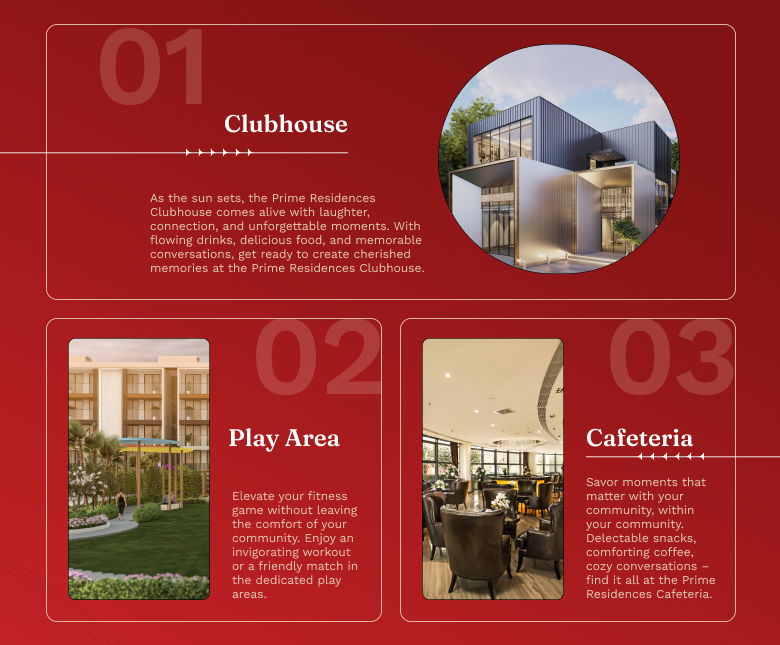 01
Clubhouse
As the sun sets, the Prime Residences
Clubhouse comes alive with laughter,
connection, and unforgettable moments. With
flowing drinks, delicious food, and memorable
conversations, get ready to create cherished
memories at the Prime Residences Clubhouse.
02
Play Area
Elevate your fitness
game without leaving
the comfort of your
community. Enjoy an
invigorating workout
or a friendly match in
the dedicated play
areas.
03
Cafeteria
Savor moments that
matter with your
community, within
your community.
Delectable snacks,
comforting coffee,
cozy conversations –
find it all at the Prime
Residences Cafeteria.